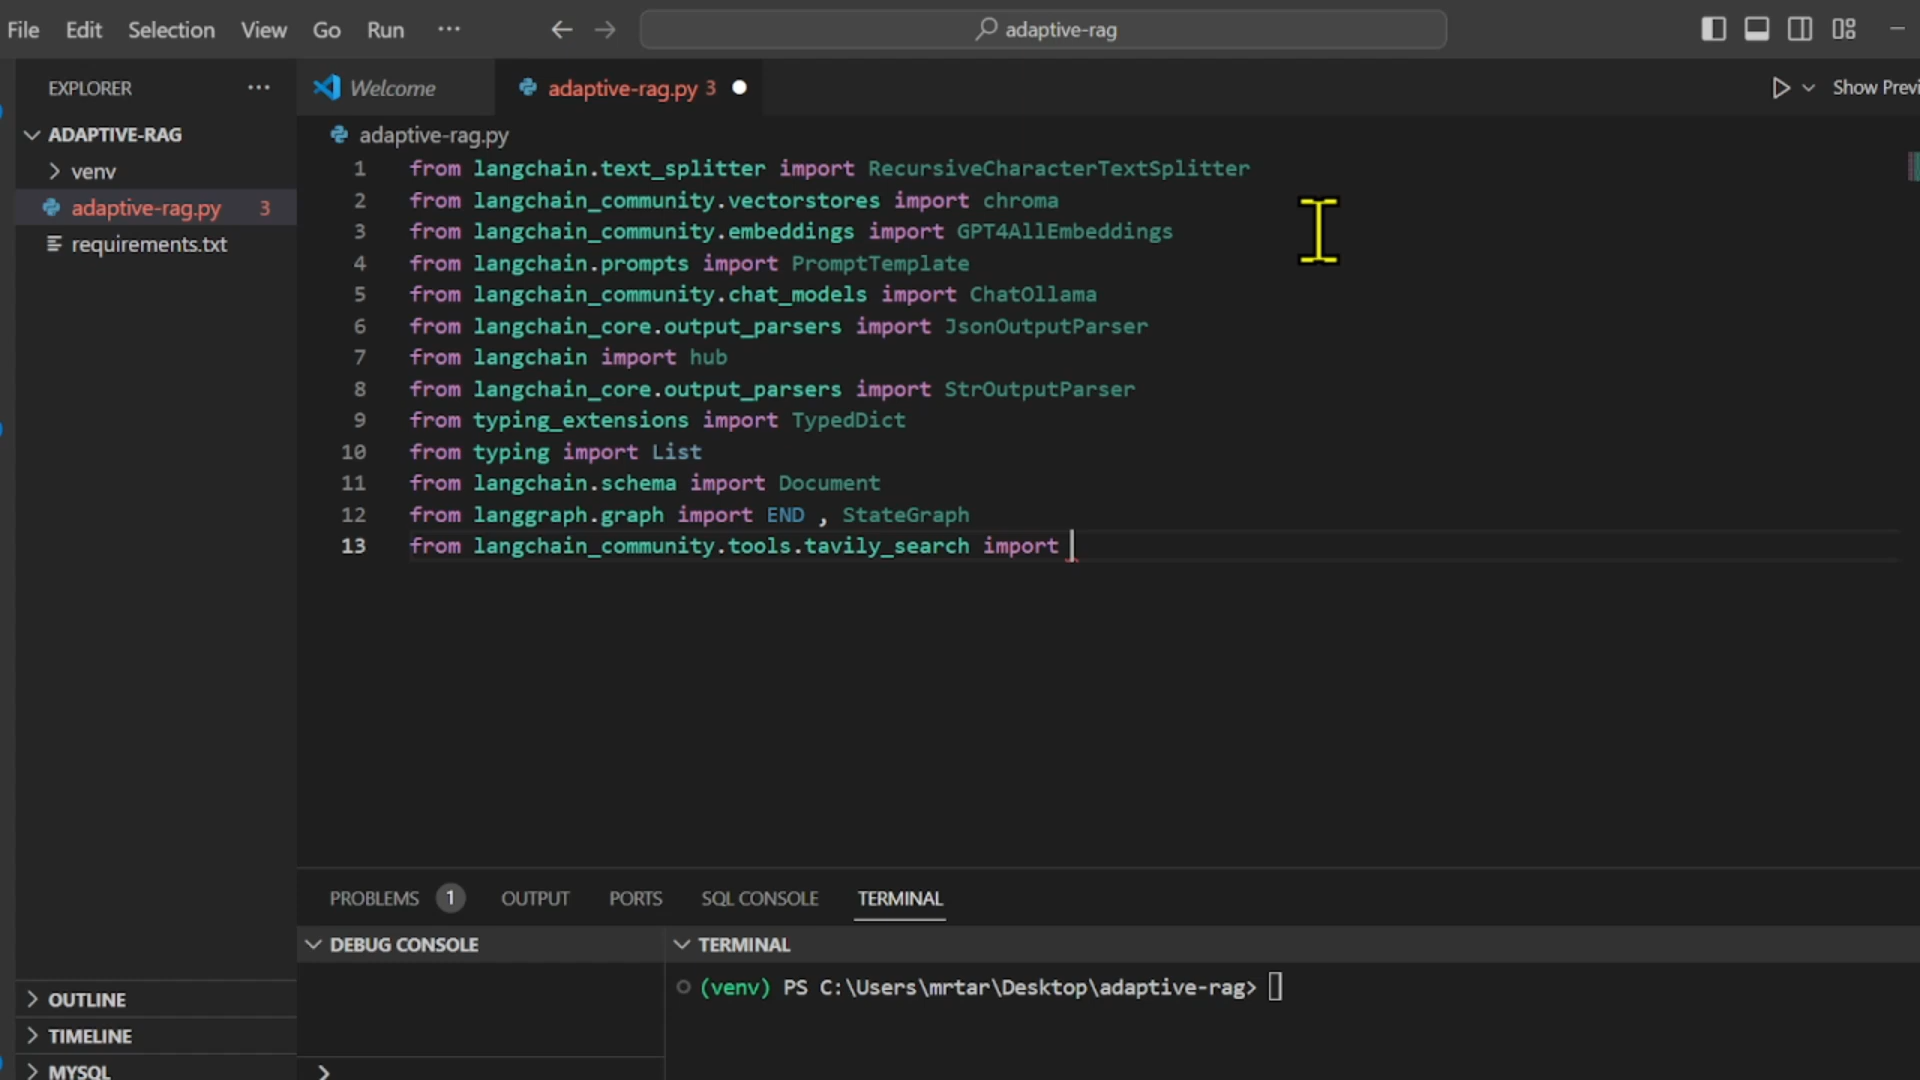 File Edit Selection View Go Run ... adaptive-rag
EXPLORER ... Welcome adaptive-rag.py 3 Show Previ
ADAPTIVE-RAG
venv
adaptive-rag.py 3
requirements.txt
adaptive-rag.py
1 from langchain.text_splitter import RecursiveCharacterTextSplitter
2 from langchain_community.vectorstores import chroma
3 from langchain_community.embeddings import GPT4AllEmbeddings
4 from langchain.prompts import PromptTemplate
5 from langchain_community.chat_models import ChatOllama
6 from langchain_core.output_parsers import JsonOutputParser
7 from langchain import hub
8 from langchain_core.output_parsers import StrOutputParser
9 from typing_extensions import TypedDict
10 from typing import List
11 from langchain.schema import Document
12 from langgraph.graph import END , StateGraph
13 from langchain_community.tools.tavily_search import
PROBLEMS 1 OUTPUT PORTS SQL CONSOLE TERMINAL
DEBUG CONSOLE TERMINAL
(venv) PS C:\Users\mrtar\Desktop\adaptive-rag>
OUTLINE
TIMELINE
MYSQL